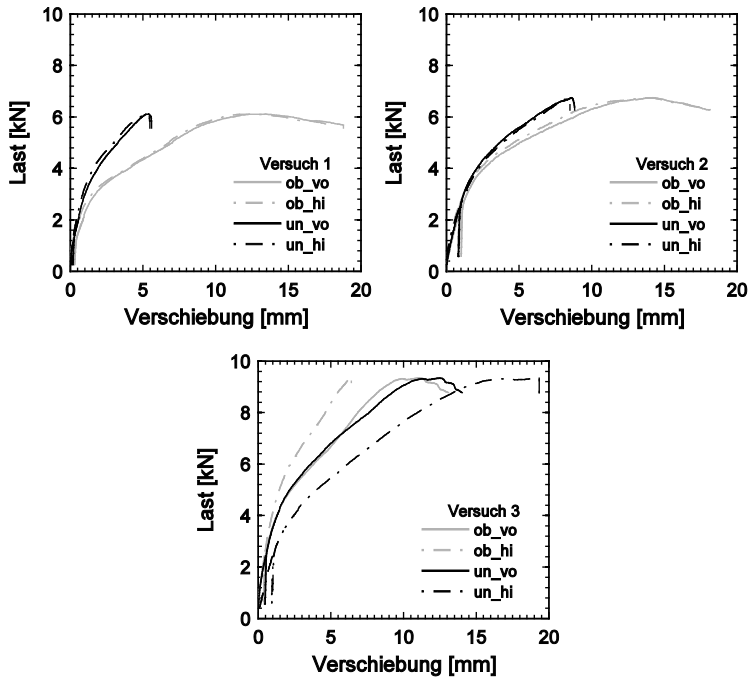 10
8
6
4
2
0
Last [kN]
Versuch 1
ob_vo
ob_hi
un_vo
un_hi
0 5 10 15 20
Verschiebung [mm]
10
8
6
4
2
0
Last [kN]
Versuch 2
ob_vo
ob_hi
un_vo
un_hi
0 5 10 15 20
Verschiebung [mm]
10
8
6
4
2
0
Last [kN]
Versuch 3
ob_vo
ob_hi
un_vo
un_hi
0 5 10 15 20
Verschiebung [mm]